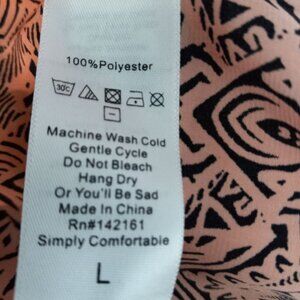 100%Polyester
30°C
Machine Wash Cold
Gentle Cycle
Do Not Bleach
Hang Dry
Or You'll Be Sad
Made In China
Rn#142161
Simply Comfortable
L